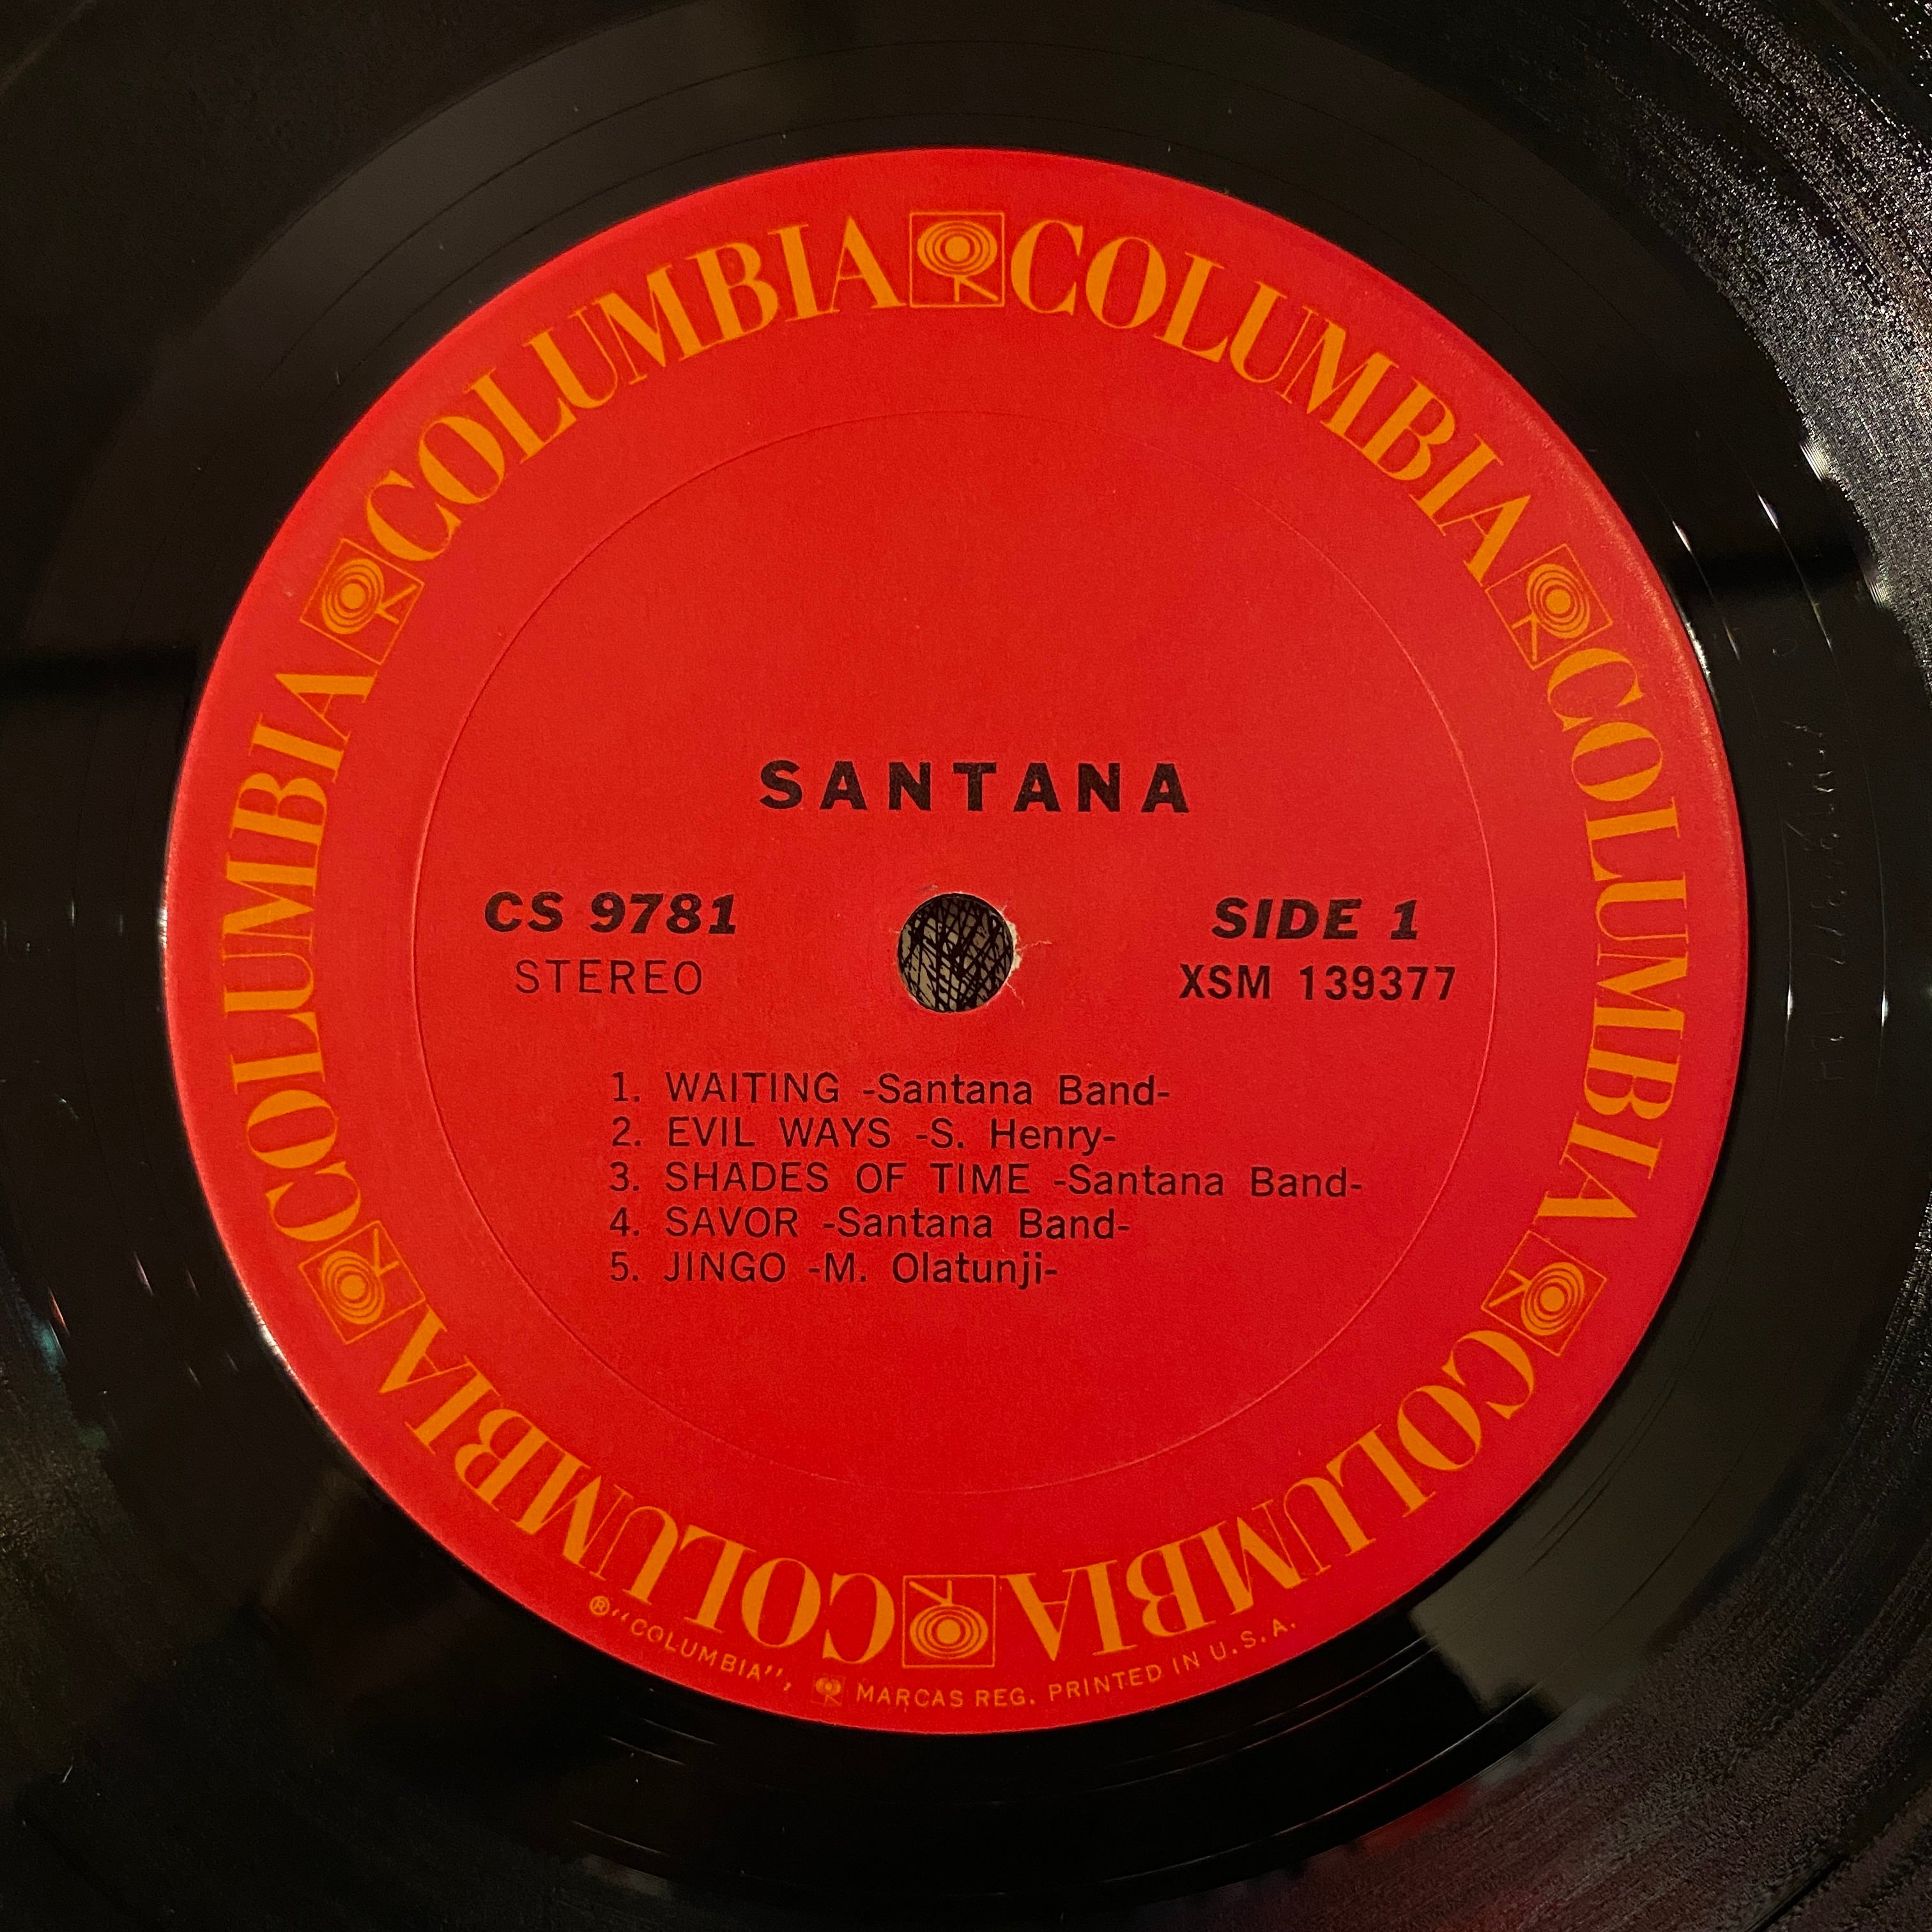 COLUMBIA COLUMBIA COLUMBIA COLUMBIA COLUMBIA COLUMBIA
SANTANA
CS 9781
STEREO
SIDE 1
XSM 139377
1. WAITING -Santana Band-
2. EVIL WAYS -S. Henry-
3. SHADES OF TIME -Santana Band-
4. SAVOR -Santana Band-
5. JINGO -M. Olatunji-
®"COLUMBIA", MARCAS REG. PRINTED IN U.S.A.